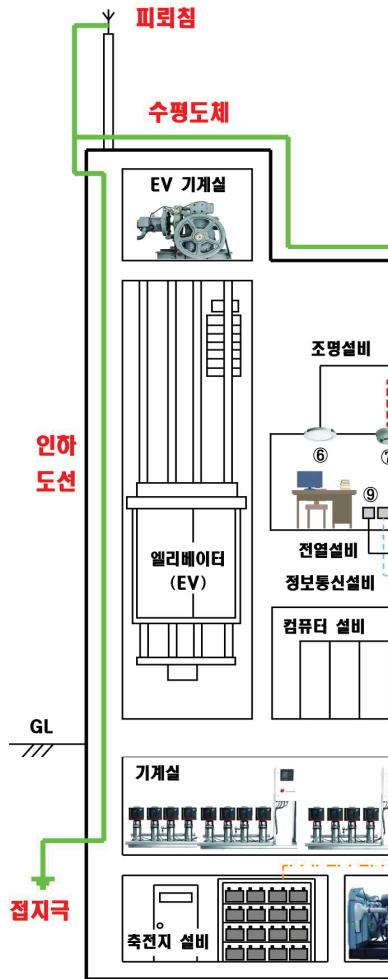 피뢰침
수평도체
EV 기계실
조명설비
인하
도선
⑥
⑨
엘리베이터
(EV)
전열설비
정보통신설비
컴퓨터 설비
GL
기계실
접지극
축전지 설비